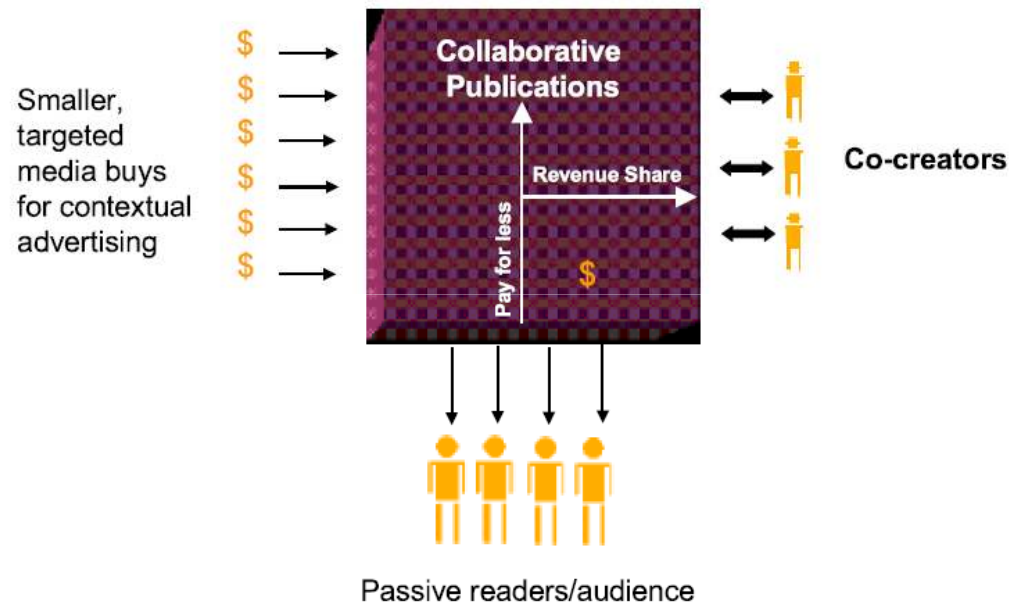 Smaller,
targeted
media buys
for contextual
advertising
$
$
$
$
$
$
Collaborative
Publications
Revenue Share
Pay for less
$
Co-creators
Passive readers/audience